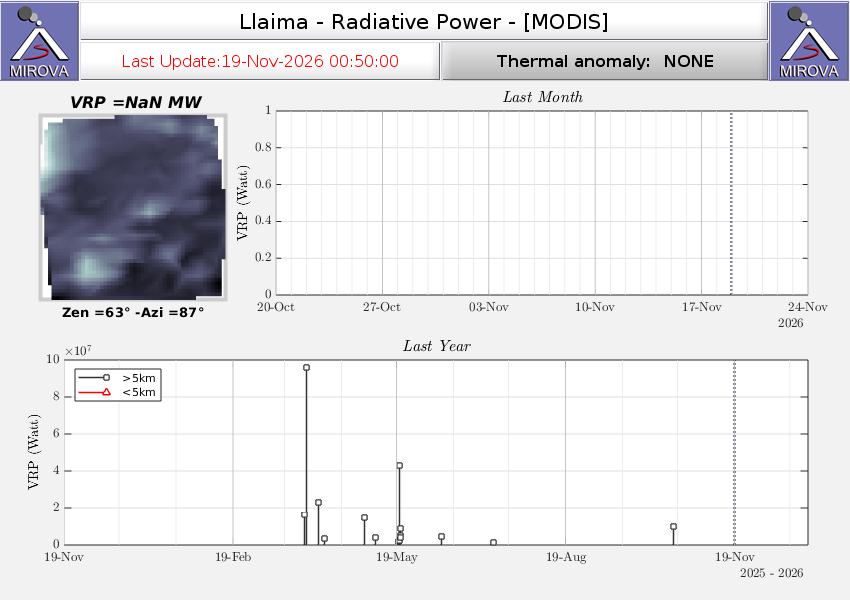 Llaima - Radiative Power - [MODIS]
MIROVA
Last Update:19-Nov-2026 00:50:00
Thermal anomaly: NONE
MIROVA
VRP =NaN MW
Zen =63° -Azi =87°
Last Month
VRP (Watt)
1
0.8
0.6
0.4
0.2
0
20-Oct 27-Oct 03-Nov 10-Nov 17-Nov 24-Nov
2026
Last Year
×10⁷
VRP (Watt)
10
8
6
4
2
0
>5km
<5km
19-Nov 19-Feb 19-May 19-Aug 19-Nov
2025 - 2026